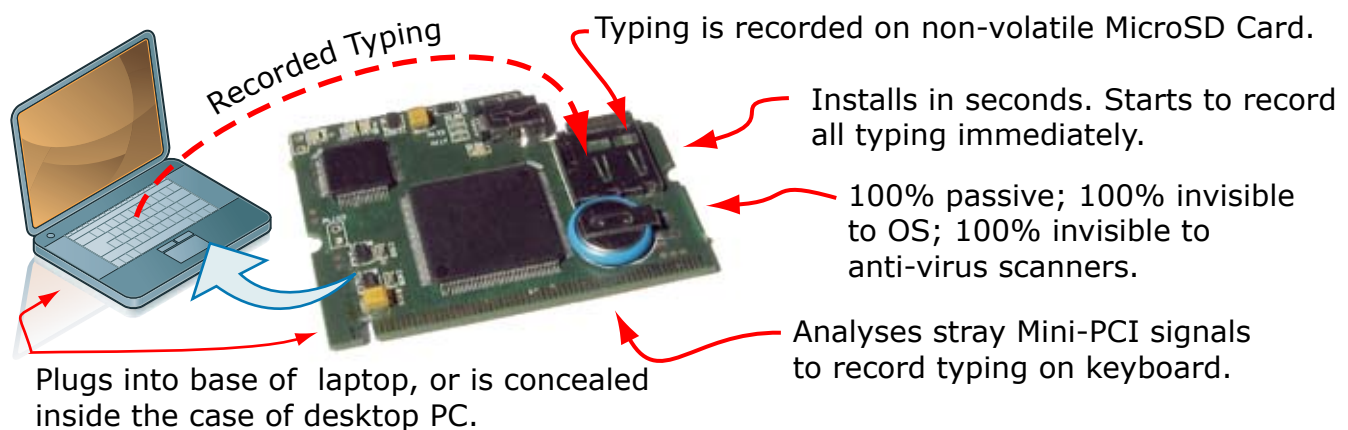 Recorded Typing
Typing is recorded on non-volatile MicroSD Card.
Installs in seconds. Starts to record
all typing immediately.
100% passive; 100% invisible
to OS; 100% invisible to
anti-virus scanners.
Analyses stray Mini-PCI signals
to record typing on keyboard.
Plugs into base of laptop, or is concealed
inside the case of desktop PC.